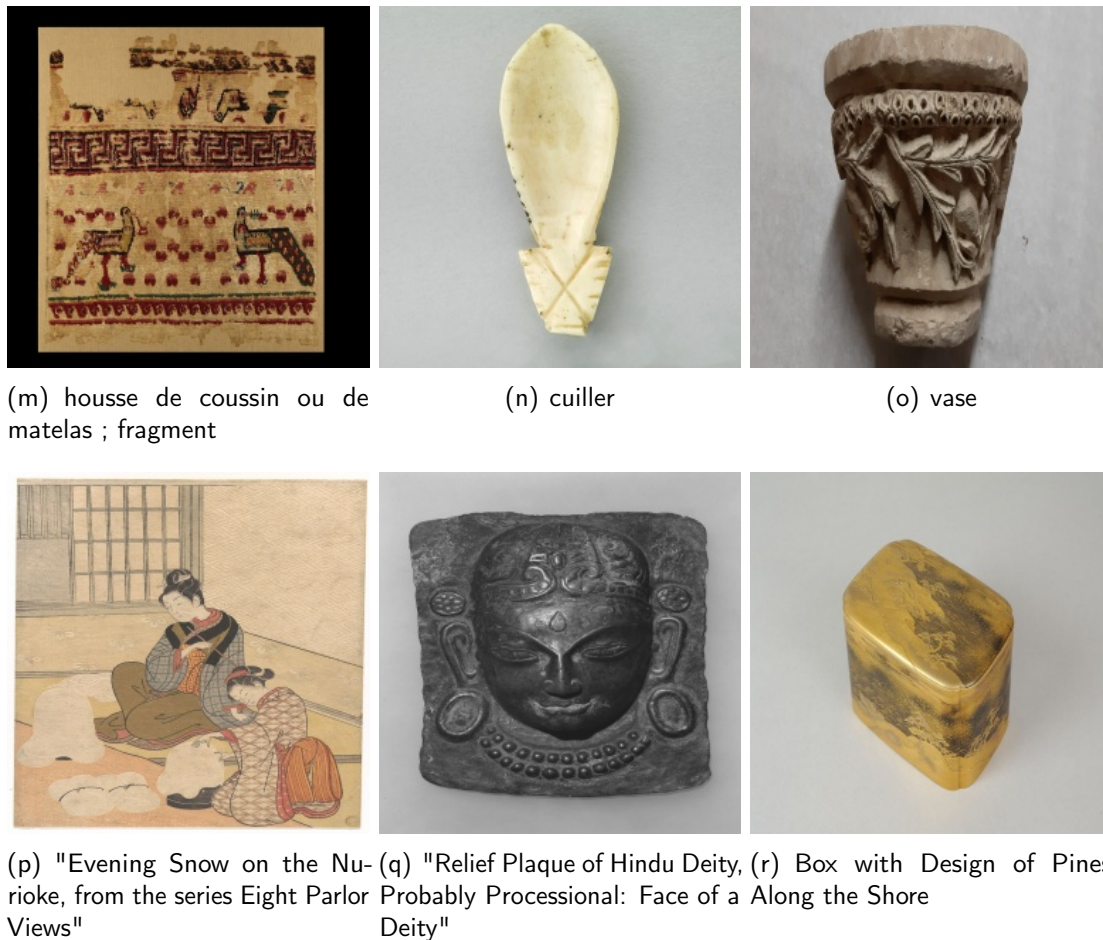 (m) housse de coussin ou de
matelas ; fragment
(n) cuiller
(o) vase
(p) "Evening Snow on the Nu-
rioke, from the series Eight Parlor
Views"
(q) "Relief Plaque of Hindu Deity,
Probably Processional: Face of a
Deity"
(r) Box with Design of Pines
Along the Shore